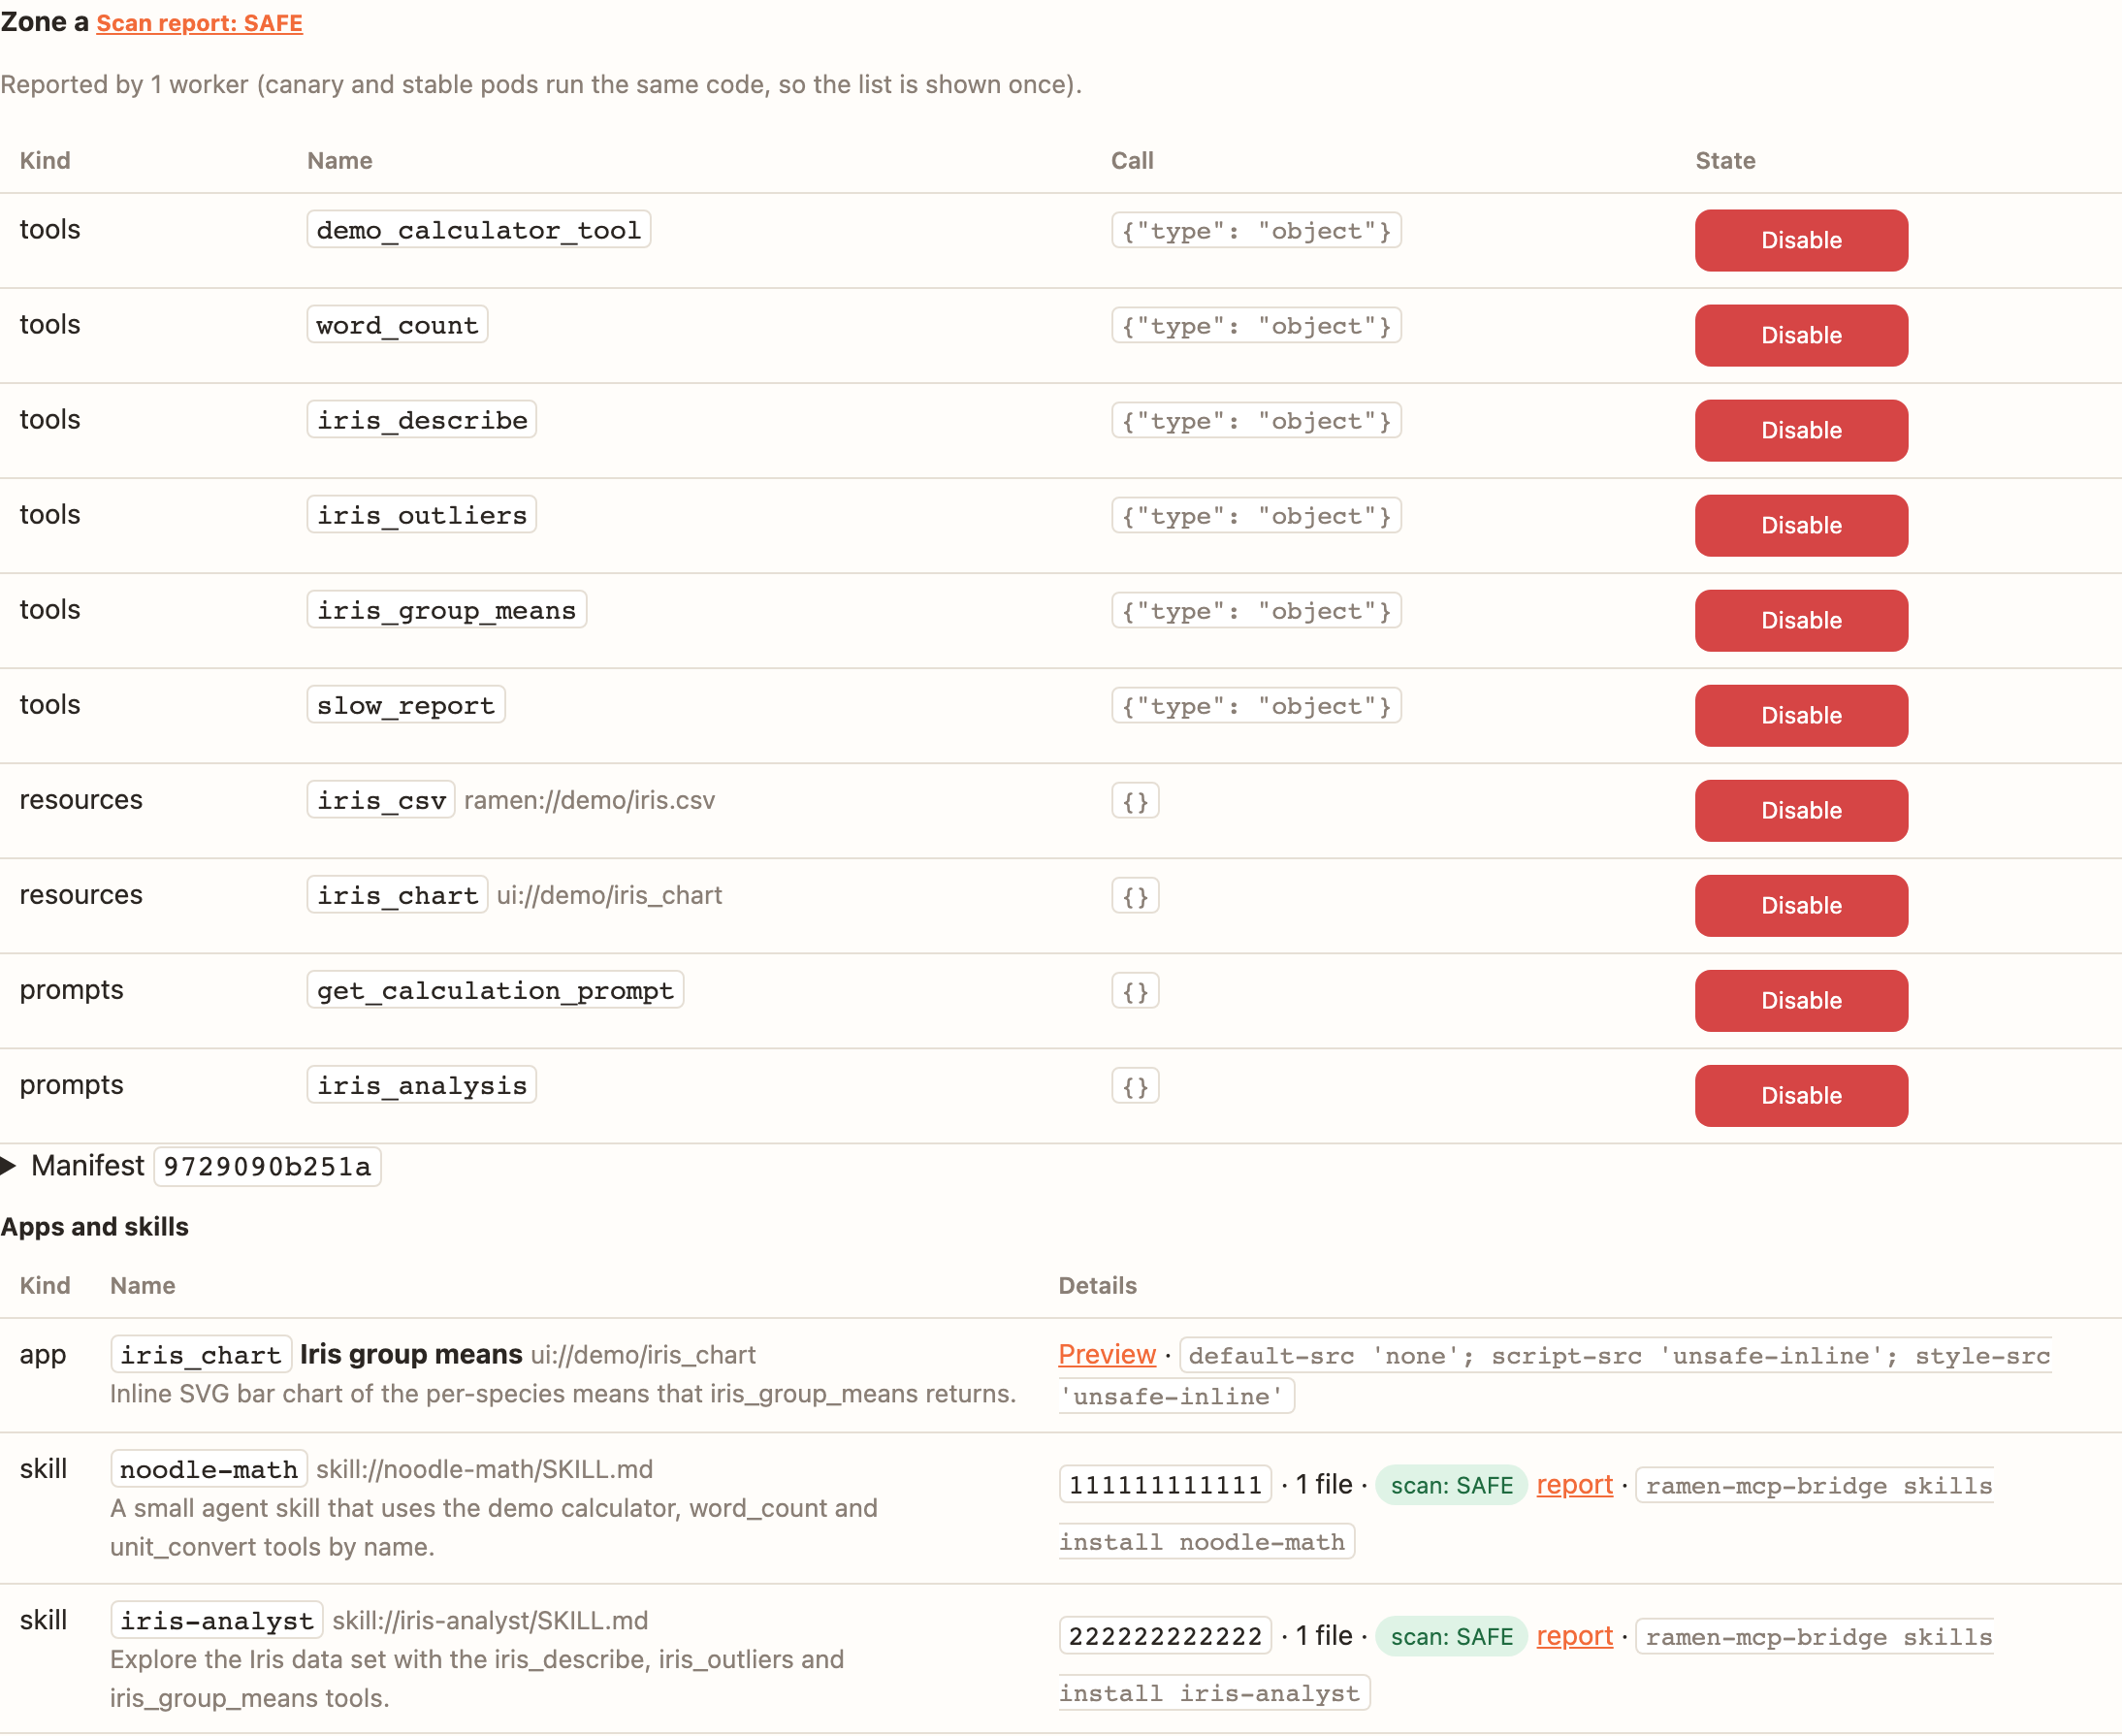 Zone a Scan report: SAFE
Reported by 1 worker (canary and stable pods run the same code, so the list is shown once).
Kind Name Call State
tools demo_calculator_tool {"type": "object"} Disable
tools word_count {"type": "object"} Disable
tools iris_describe {"type": "object"} Disable
tools iris_outliers {"type": "object"} Disable
tools iris_group_means {"type": "object"} Disable
tools slow_report {"type": "object"} Disable
resources iris_csv ramen://demo/iris.csv {} Disable
resources iris_chart ui://demo/iris_chart {} Disable
prompts get_calculation_prompt {} Disable
prompts iris_analysis {} Disable
Manifest 9729090b251a
Apps and skills
Kind Name Details
app iris_chart Iris group means ui://demo/iris_chart Preview · default-src 'none'; script-src 'unsafe-inline'; style-src
Inline SVG bar chart of the per-species means that iris_group_means returns. 'unsafe-inline'
skill noodle-math skill://noodle-math/SKILL.md 111111111111 · 1 file · scan: SAFE report · ramen-mcp-bridge skills
A small agent skill that uses the demo calculator, word_count and install noodle-math
unit_convert tools by name.
skill iris-analyst skill://iris-analyst/SKILL.md 222222222222 · 1 file · scan: SAFE report · ramen-mcp-bridge skills
Explore the Iris data set with the iris_describe, iris_outliers and install iris-analyst
iris_group_means tools.